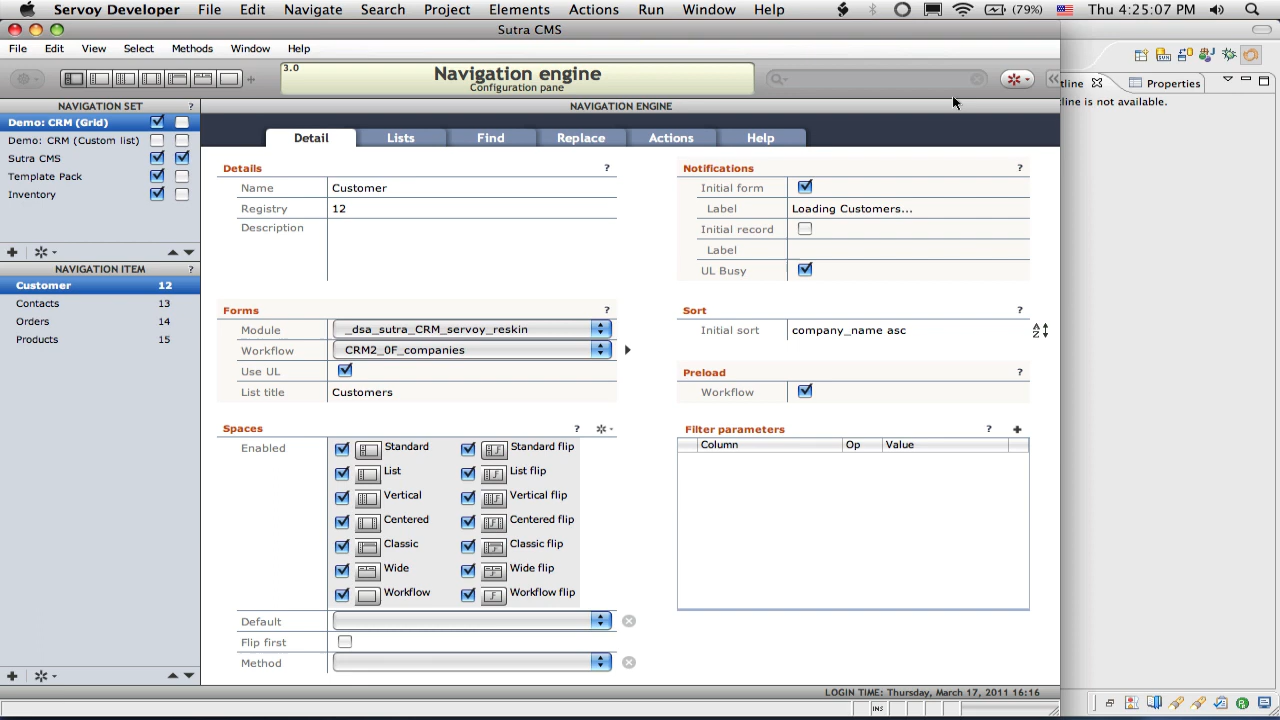 Servoy Developer File Edit Navigate Search Project Elements Actions Run Window Help (79%) Thu 4:25:07 PM
Sutra CMS
File Edit View Select Methods Window Help
3.0
Navigation engine
Configuration pane
tline Properties
tline is not available.
NAVIGATION SET ?
Demo: CRM (Grid)
Demo: CRM (Custom list)
Sutra CMS
Template Pack
Inventory
NAVIGATION ITEM ?
Customer 12
Contacts 13
Orders 14
Products 15
NAVIGATION ENGINE
Detail Lists Find Replace Actions Help
Details ?
Name Customer
Registry 12
Description
Forms ?
Module _dsa_sutra_CRM_servoy_reskin
Workflow CRM2_0F_companies
Use UL
List title Customers
Spaces ?
Enabled
Standard Standard flip
List List flip
Vertical Vertical flip
Centered Centered flip
Classic Classic flip
Wide Wide flip
Workflow Workflow flip
Default
Flip first
Method
Notifications ?
Initial form
Label Loading Customers...
Initial record
Label
UL Busy
Sort ?
Initial sort company_name asc
Preload ?
Workflow
Filter parameters ? +
Column Op Value
LOGIN TIME: Thursday, March 17, 2011 16:16
INS